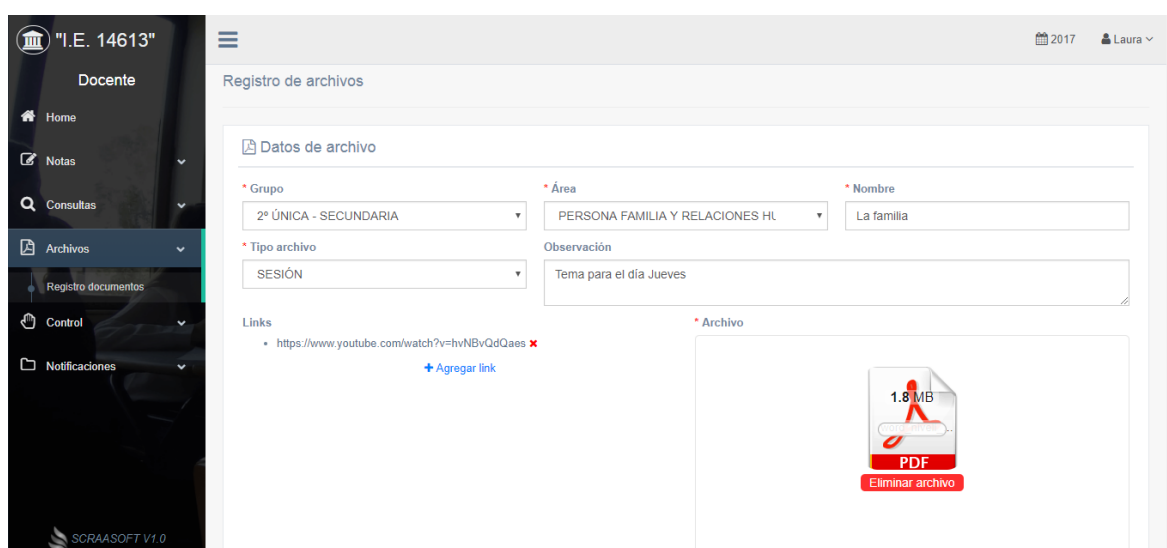 "I.E. 14613"
Docente
Home
Notas
Consultas
Archivos
Registro documentos
Control
Notificaciones
SCRAASOFT V1.0
2017 Laura
Registro de archivos
Datos de archivo
* Grupo * Área * Nombre
2º ÚNICA - SECUNDARIA PERSONA FAMILIA Y RELACIONES HU La familia
* Tipo archivo Observación
SESIÓN Tema para el día Jueves
Links * Archivo
https://www.youtube.com/watch?v=hvNBvQdQaes
+ Agregar link
1.8 MB
PDF
Eliminar archivo